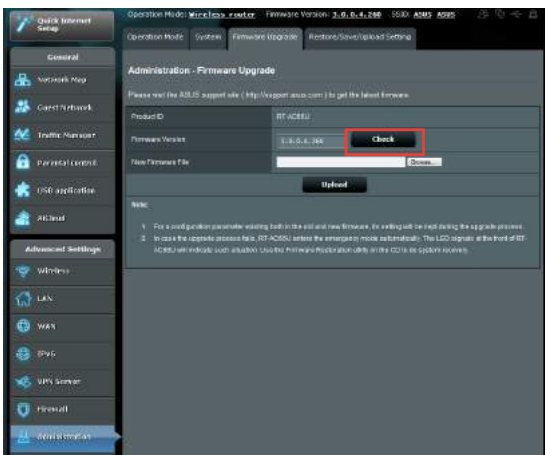 Quick Internet Setup
Operation Mode: Wireless router Firmware Version: 3.0.0.4.260 SSID: ASUS ASUS
Operation Mode System Firmware Upgrade Restore/Save/Upload Setting
General
Network Map
Guest Network
Traffic Manager
Parental control
USB application
AiCloud
Advanced Settings
Wireless
LAN
WAN
IPv6
VPN Server
Firewall
Administration
Administration - Firmware Upgrade
Please visit the ASUS support site ( http://support.asus.com ) to get the latest firmware.
Product ID RT-AC66U
Firmware Version 3.0.0.4.260 Check
New Firmware File Browse...
Upload
Note:
1. For a configuration parameter existing both in the old and new firmware, its setting will be kept during the upgrade process.
2. In case the upgrade process fails, RT-AC66U enters the emergency mode automatically. The LED signals at the front of RT-
AC66U will indicate such situation. Use the Firmware Restoration utility on the CD to do system recovery.